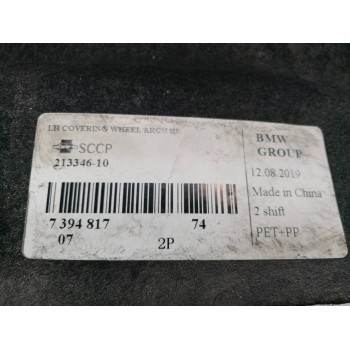 LH COVERING WHEEL ARCH
SCCP
213346-10
7 394 817 74
07 2P
BMW
GROUP
12.08.2019
Made in China
2 shift
PET+PP